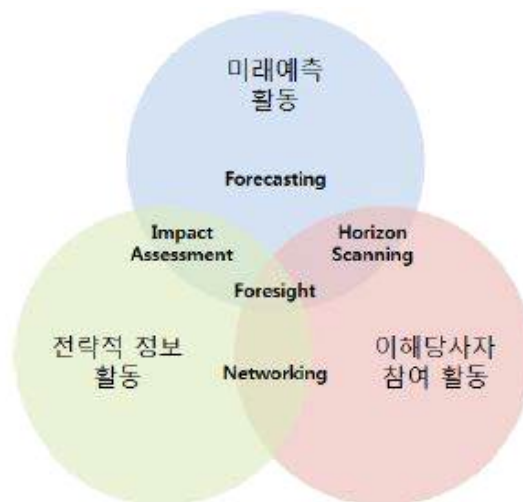 미래예측
활동
Forecasting
Impact
Assessment
Horizon
Scanning
Foresight
전략적 정보
활동
Networking
이해당사자
참여 활동